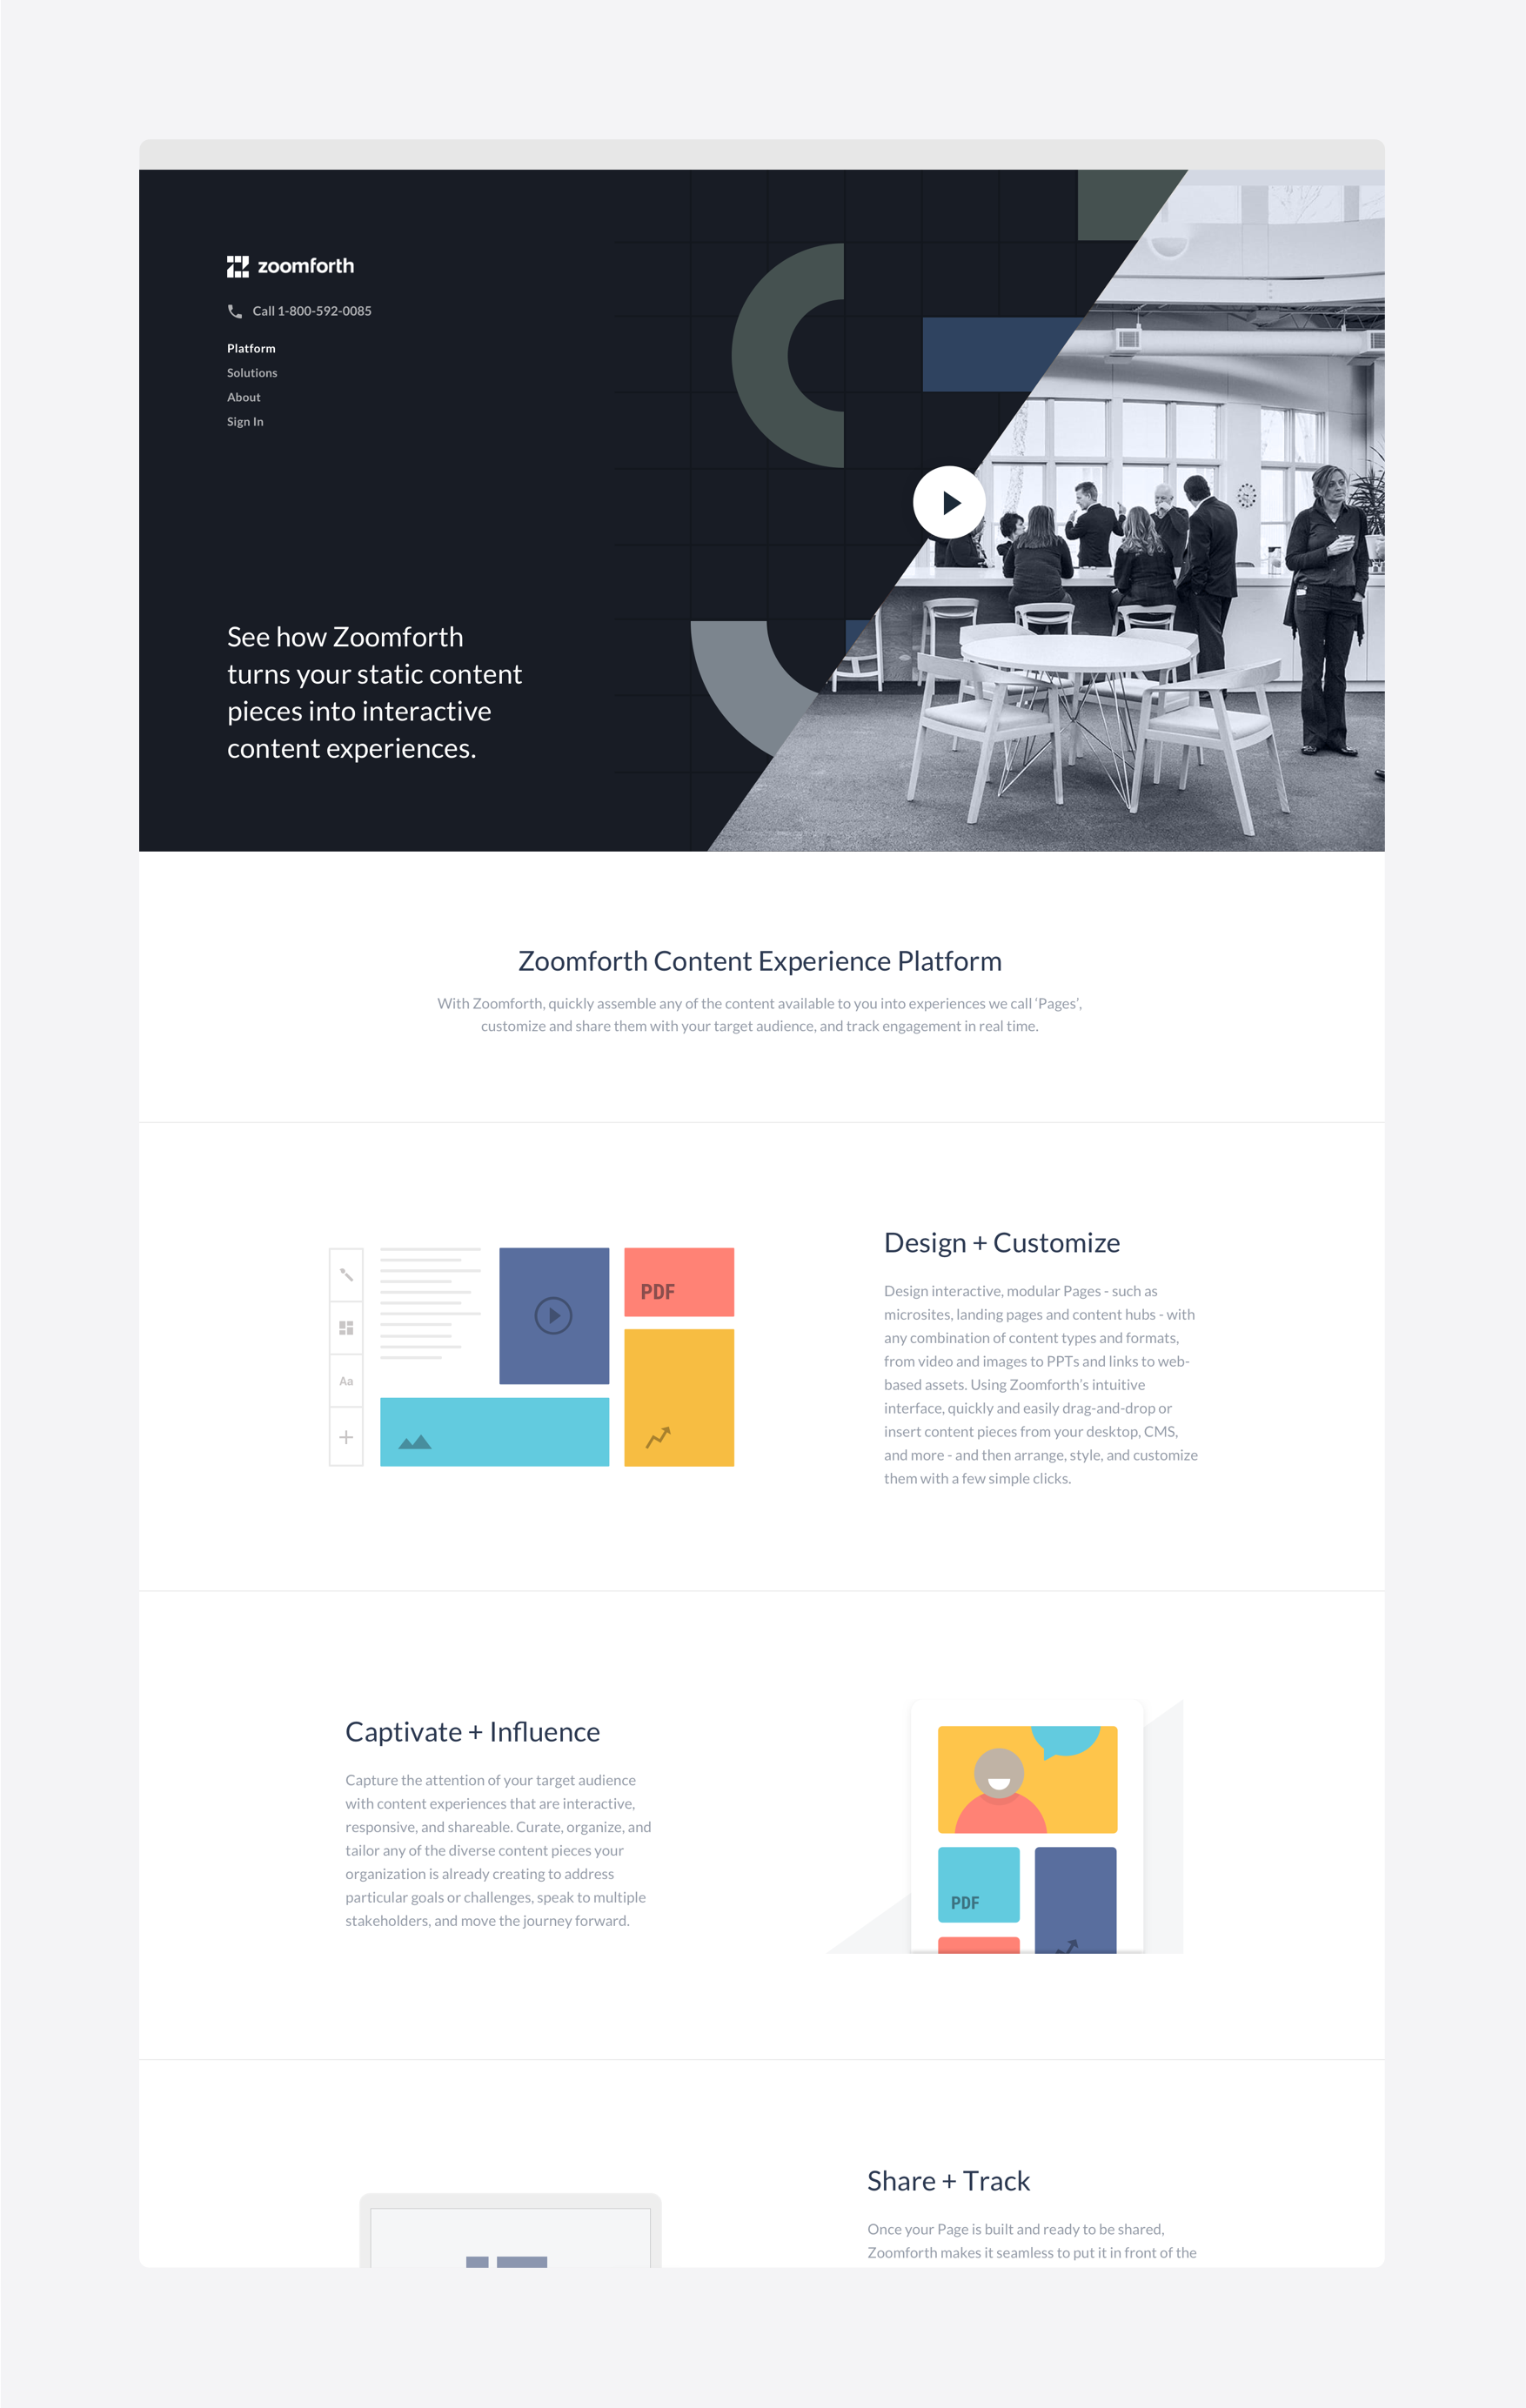 zoomforth
Call 1-800-592-0085
Platform
Solutions
About
Sign In
See how Zoomforth
turns your static content
pieces into interactive
content experiences.
Zoomforth Content Experience Platform
With Zoomforth, quickly assemble any of the content available to you into experiences we call ‘Pages’,
customize and share them with your target audience, and track engagement in real time.
PDF
Aa
Design + Customize
Design interactive, modular Pages - such as
microsites, landing pages and content hubs - with
any combination of content types and formats,
from video and images to PPTs and links to web-
based assets. Using Zoomforth’s intuitive
interface, quickly and easily drag-and-drop or
insert content pieces from your desktop, CMS,
and more - and then arrange, style, and customize
them with a few simple clicks.
Captivate + Influence
Capture the attention of your target audience
with content experiences that are interactive,
responsive, and shareable. Curate, organize, and
tailor any of the diverse content pieces your
organization is already creating to address
particular goals or challenges, speak to multiple
stakeholders, and move the journey forward.
PDF
Share + Track
Once your Page is built and ready to be shared,
Zoomforth makes it seamless to put it in front of the